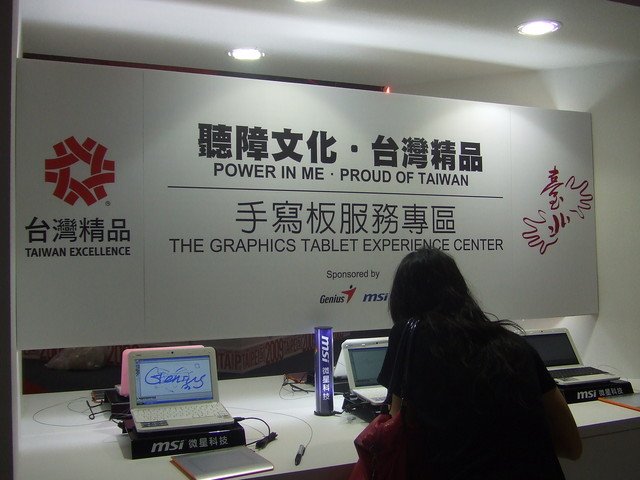 聽障文化·台灣精品
POWER IN ME · PROUD OF TAIWAN
手寫板服務專區
THE GRAPHICS TABLET EXPERIENCE CENTER
Sponsored by
Genius msi
®
台灣精品
TAIWAN EXCELLENCE
臺北
Genius
msi 微星科技
msi 微星科技
msi 微星科技